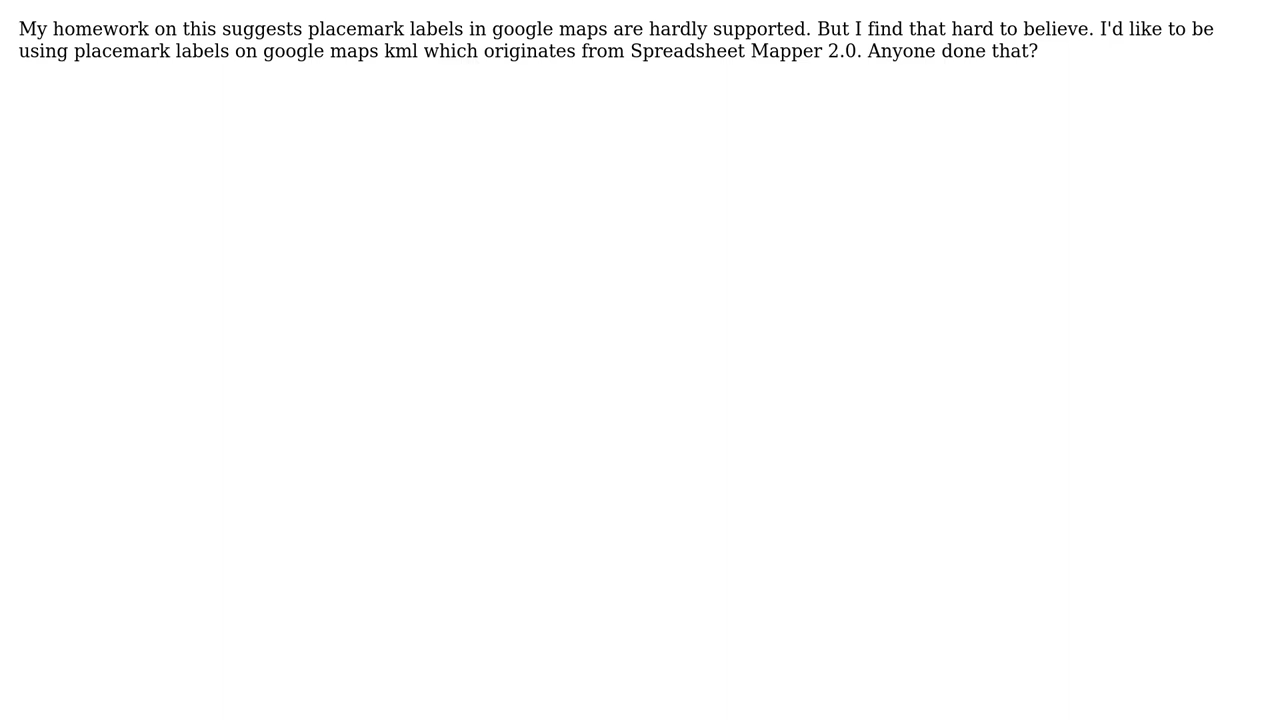 My homework on this suggests placemark labels in google maps are hardly supported. But I find that hard to believe. I'd like to be
using placemark labels on google maps kml which originates from Spreadsheet Mapper 2.0. Anyone done that?